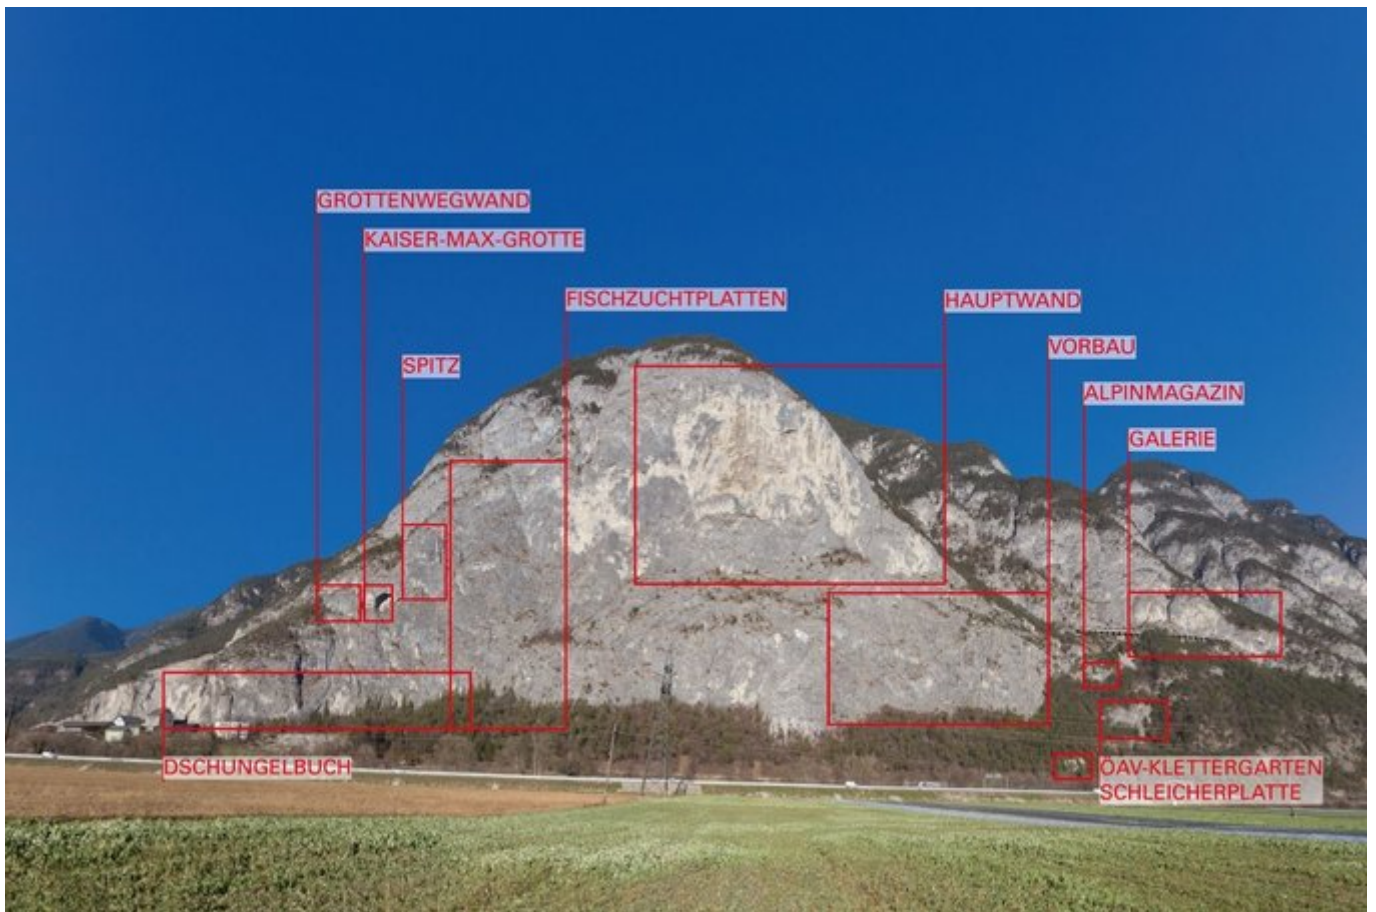 GROTTENWEGWAND
KAISER-MAX-GROTTE
FISCHZUCHTPLATTEN
HAUPTWAND
VORBAU
SPITZ
ALPINMAGAZIN
GALERIE
DSCHUNGELBUCH
ÖAV-KLETTERGARTEN
SCHLEICHERPLATTE